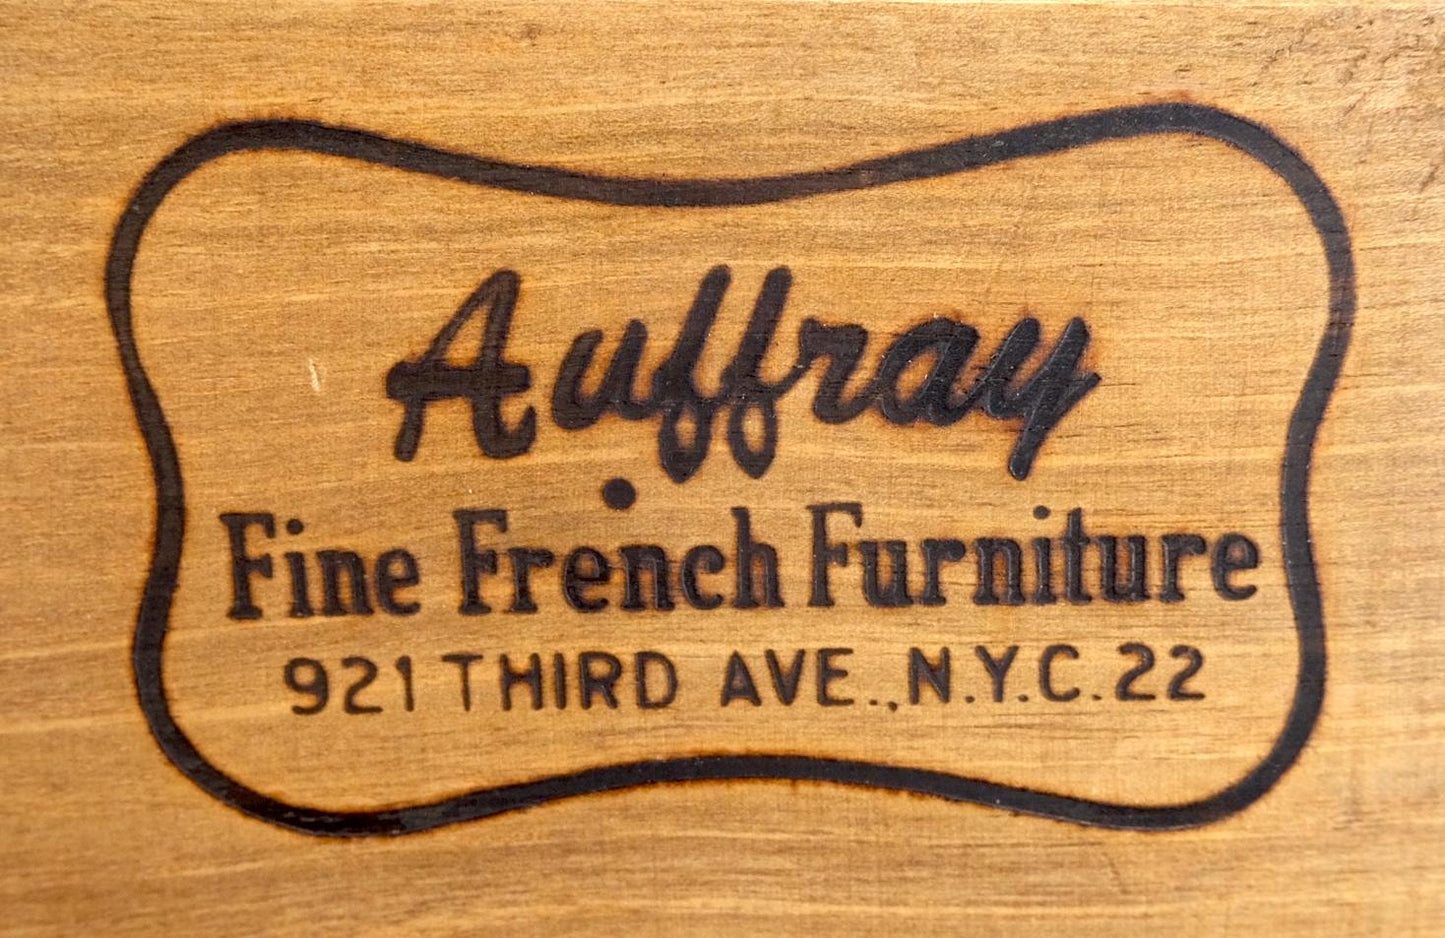 Auffray
Fine French Furniture
921 THIRD AVE., N.Y.C. 22